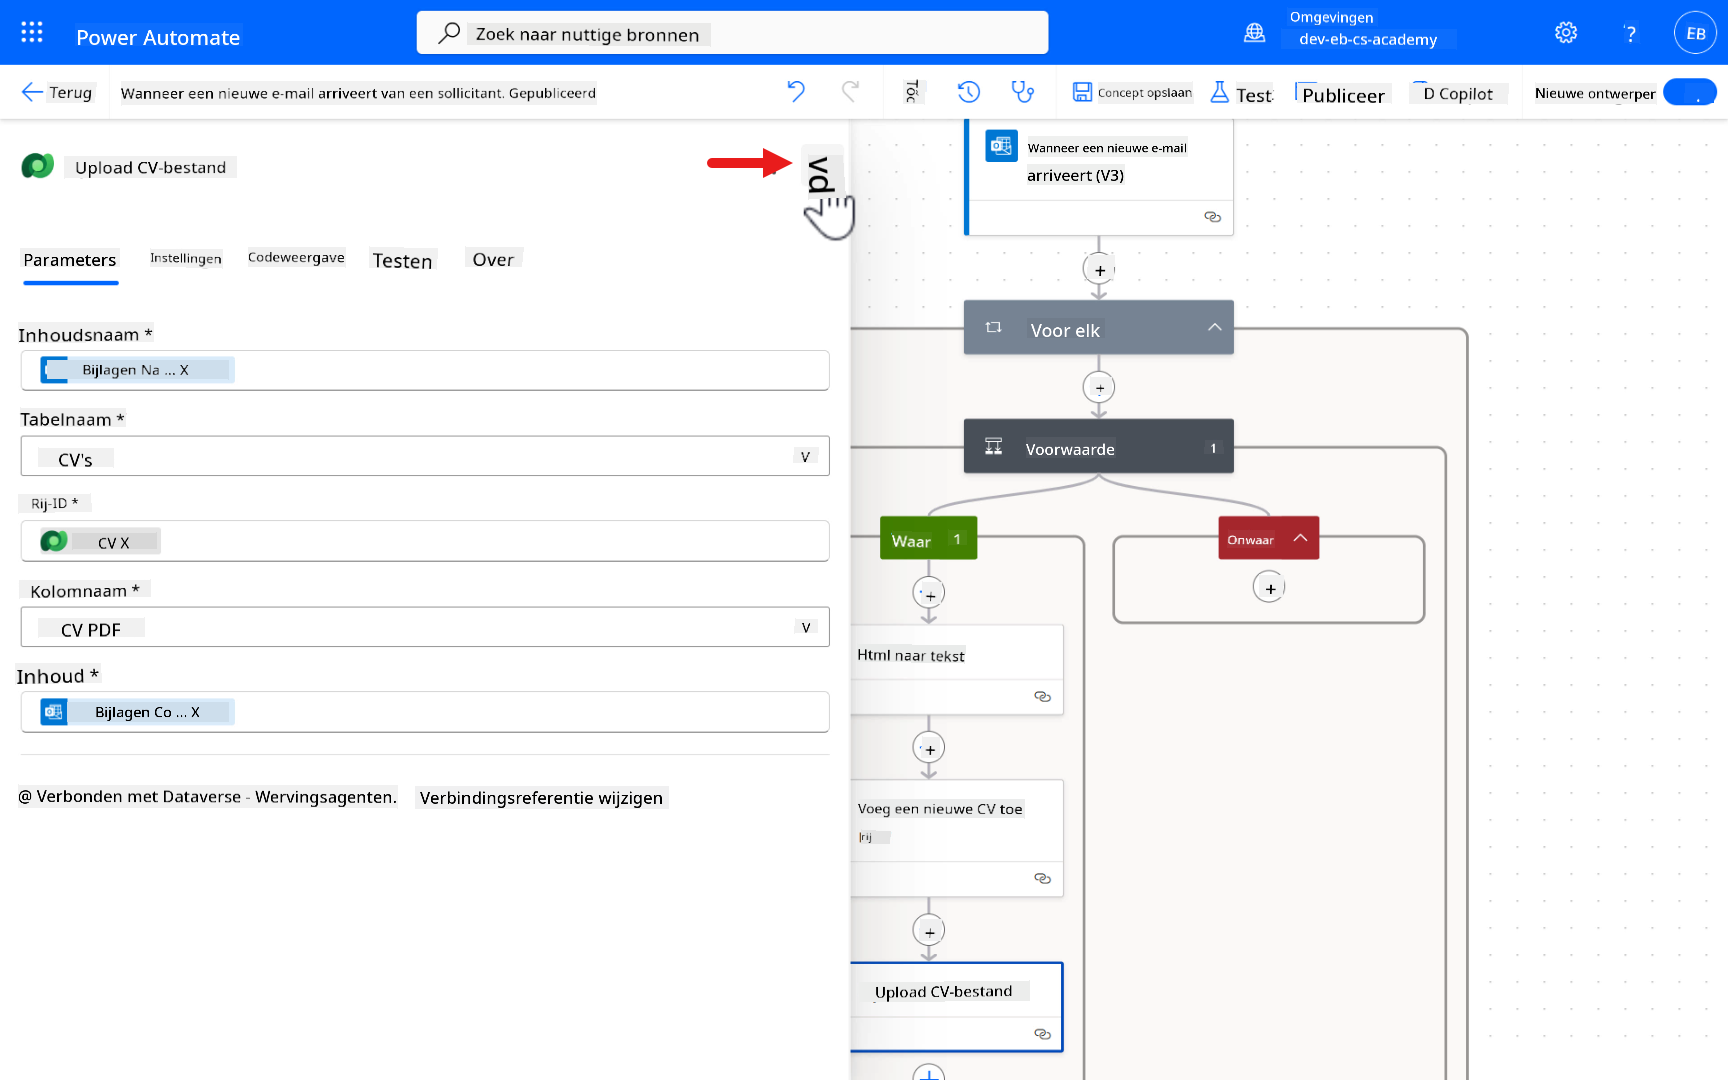 Power Automate
Zoek naar nuttige bronnen
Omgevingen
dev-eb-cs-academy
?
EB
Terug
Wanneer een nieuwe e-mail arriveert van een sollicitant. Gepubliceerd
Concept opslaan
Test
Publiceer
D Copilot
Nieuwe ontwerper
Upload CV-bestand
vd
Parameters
Instellingen
Codeweergave
Testen
Over
Inhoudsnaam *
Bijlagen Na ... X
Tabelnaam *
CV's
V
Rij-ID *
CV X
Kolomnaam *
CV PDF
V
Inhoud *
Bijlagen Co ... X
@ Verbonden met Dataverse - Wervingsagenten.
Verbindingsreferentie wijzigen
Wanneer een nieuwe e-mail
arriveert (V3)
Voor elk
Voorwaarde
1
Waar
1
Onwaar
Html naar tekst
Voeg een nieuwe CV toe
rij
Upload CV-bestand